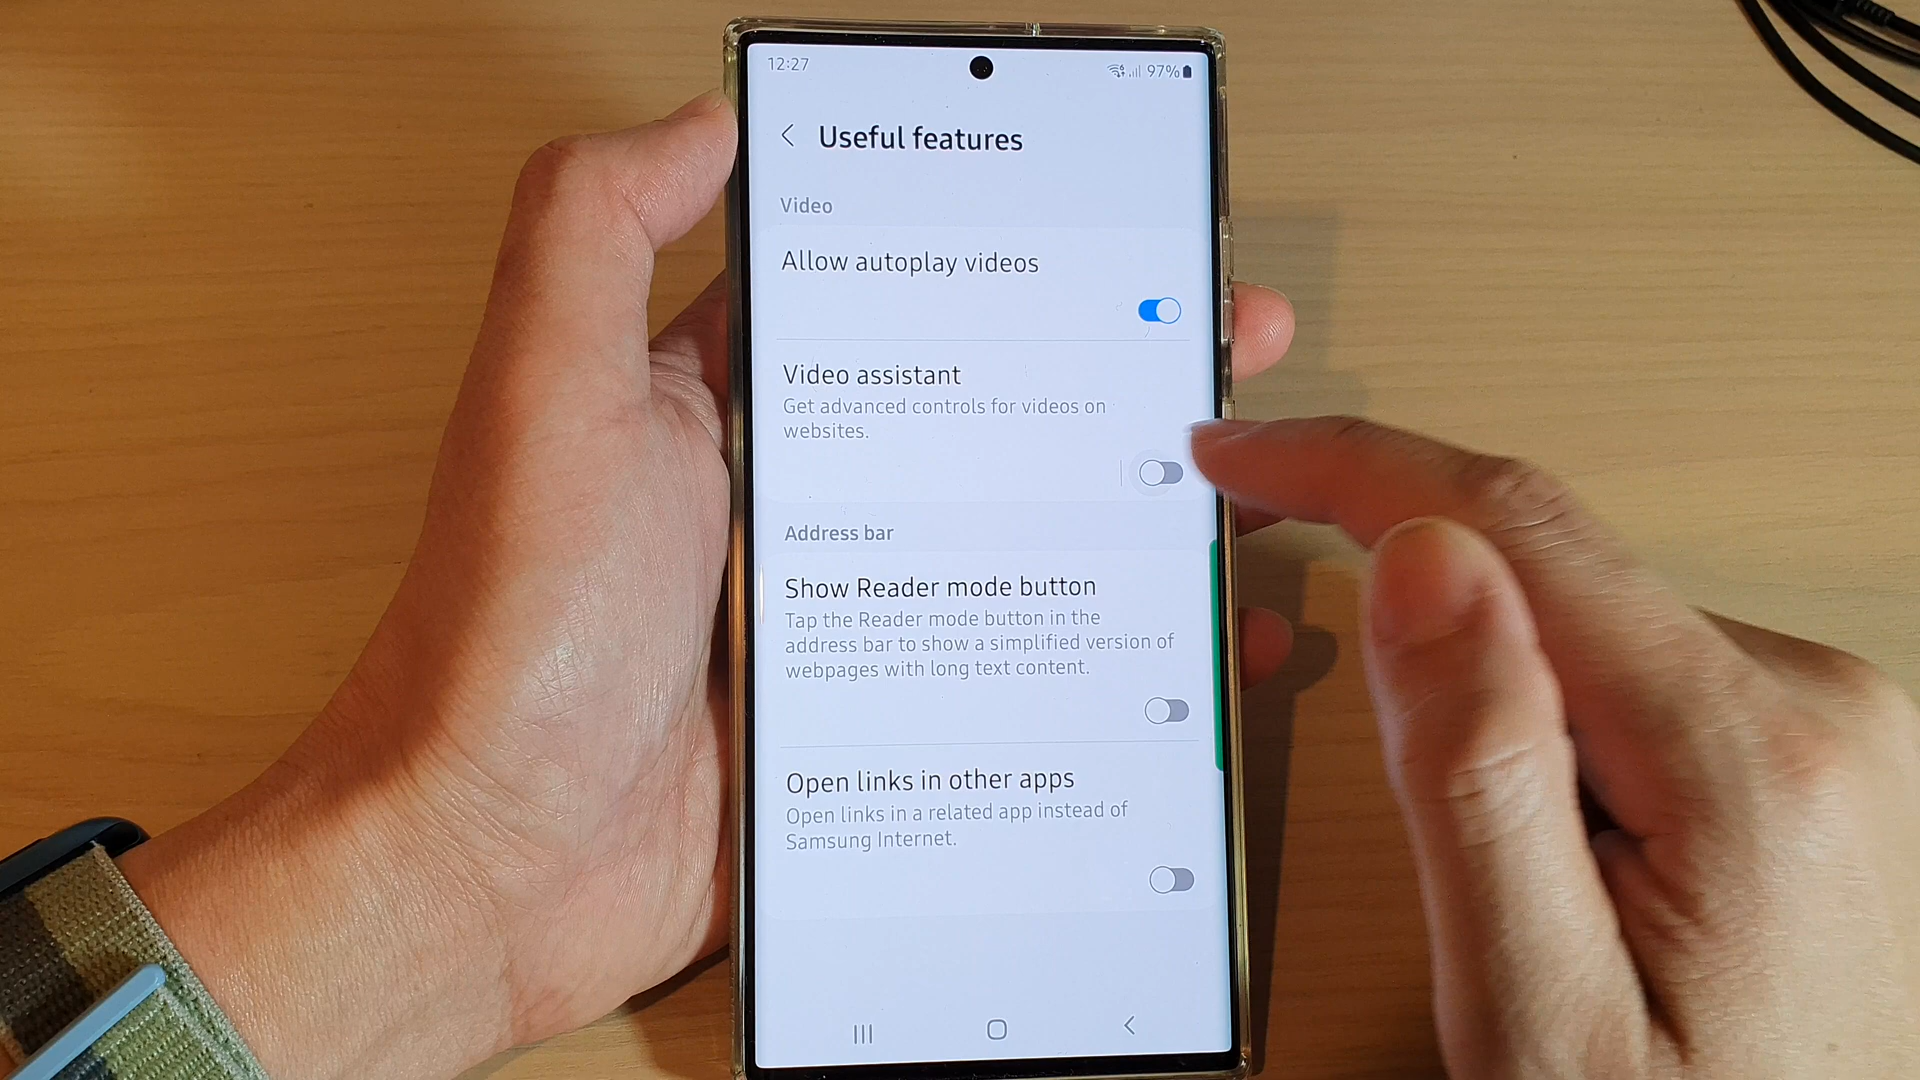 12:27
97%
Useful features
Video
Allow autoplay videos
Video assistant
Get advanced controls for videos on
websites.
Address bar
Show Reader mode button
Tap the Reader mode button in the
address bar to show a simplified version of
webpages with long text content.
Open links in other apps
Open links in a related app instead of
Samsung Internet.